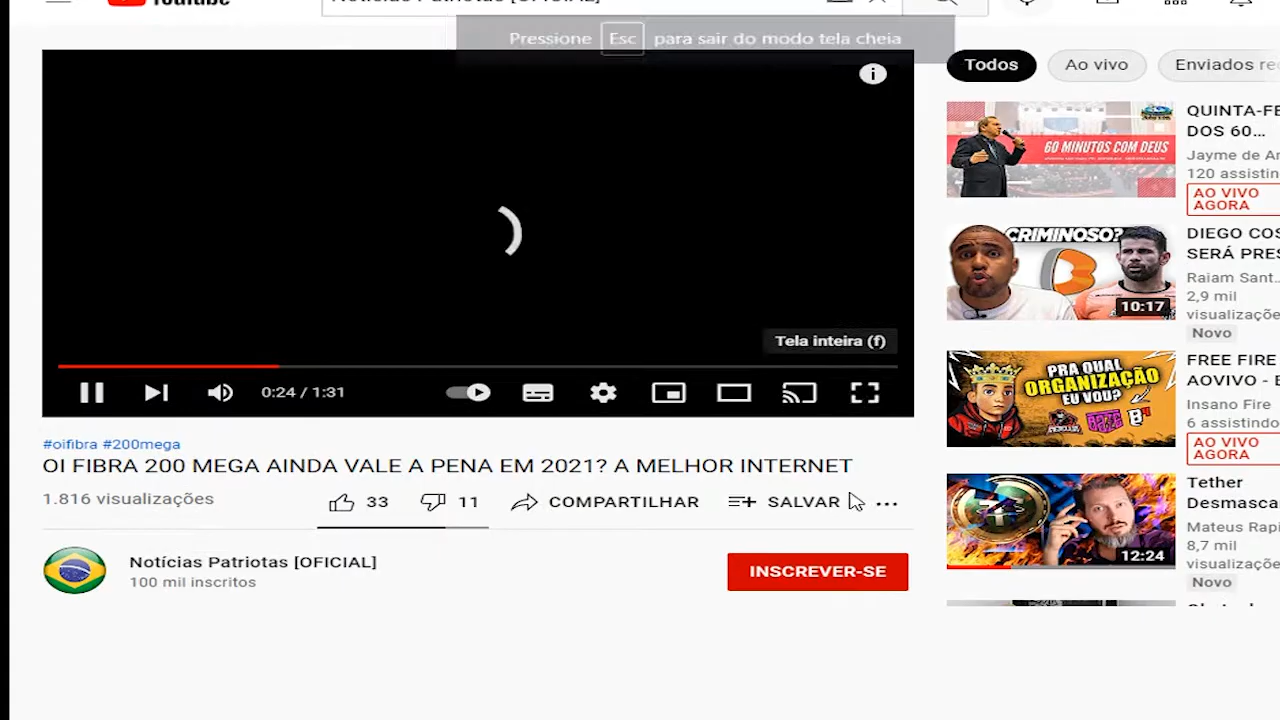 YouTube
Notícias Patriotas [OFICIAL]
Pressione Esc para sair do modo tela cheia
i
Tela inteira (f)
0:24 / 1:31
#oifibra #200mega
OI FIBRA 200 MEGA AINDA VALE A PENA EM 2021? A MELHOR INTERNET
1.816 visualizações
33
11
COMPARTILHAR
SALVAR
Notícias Patriotas [OFICIAL]
100 mil inscritos
INSCREVER-SE
Todos
Ao vivo
Enviados re
60 MINUTOS COM DEUS
QUINTA-FE
DOS 60…
Jayme de Ar
120 assistin
AO VIVO
AGORA
CRIMINOSO?
10:17
DIEGO COS
SERÁ PRES
Raiam Sant…
2,9 mil
visualizaçõe
Novo
PRA QUAL
ORGANIZAÇÃO
EU VOU?
FREE FIRE
AOVIVO - E
Insano Fire
6 assistindo
AO VIVO
AGORA
12:24
Tether
Desmasca
Mateus Rapi
8,7 mil
visualizaçõe
Novo